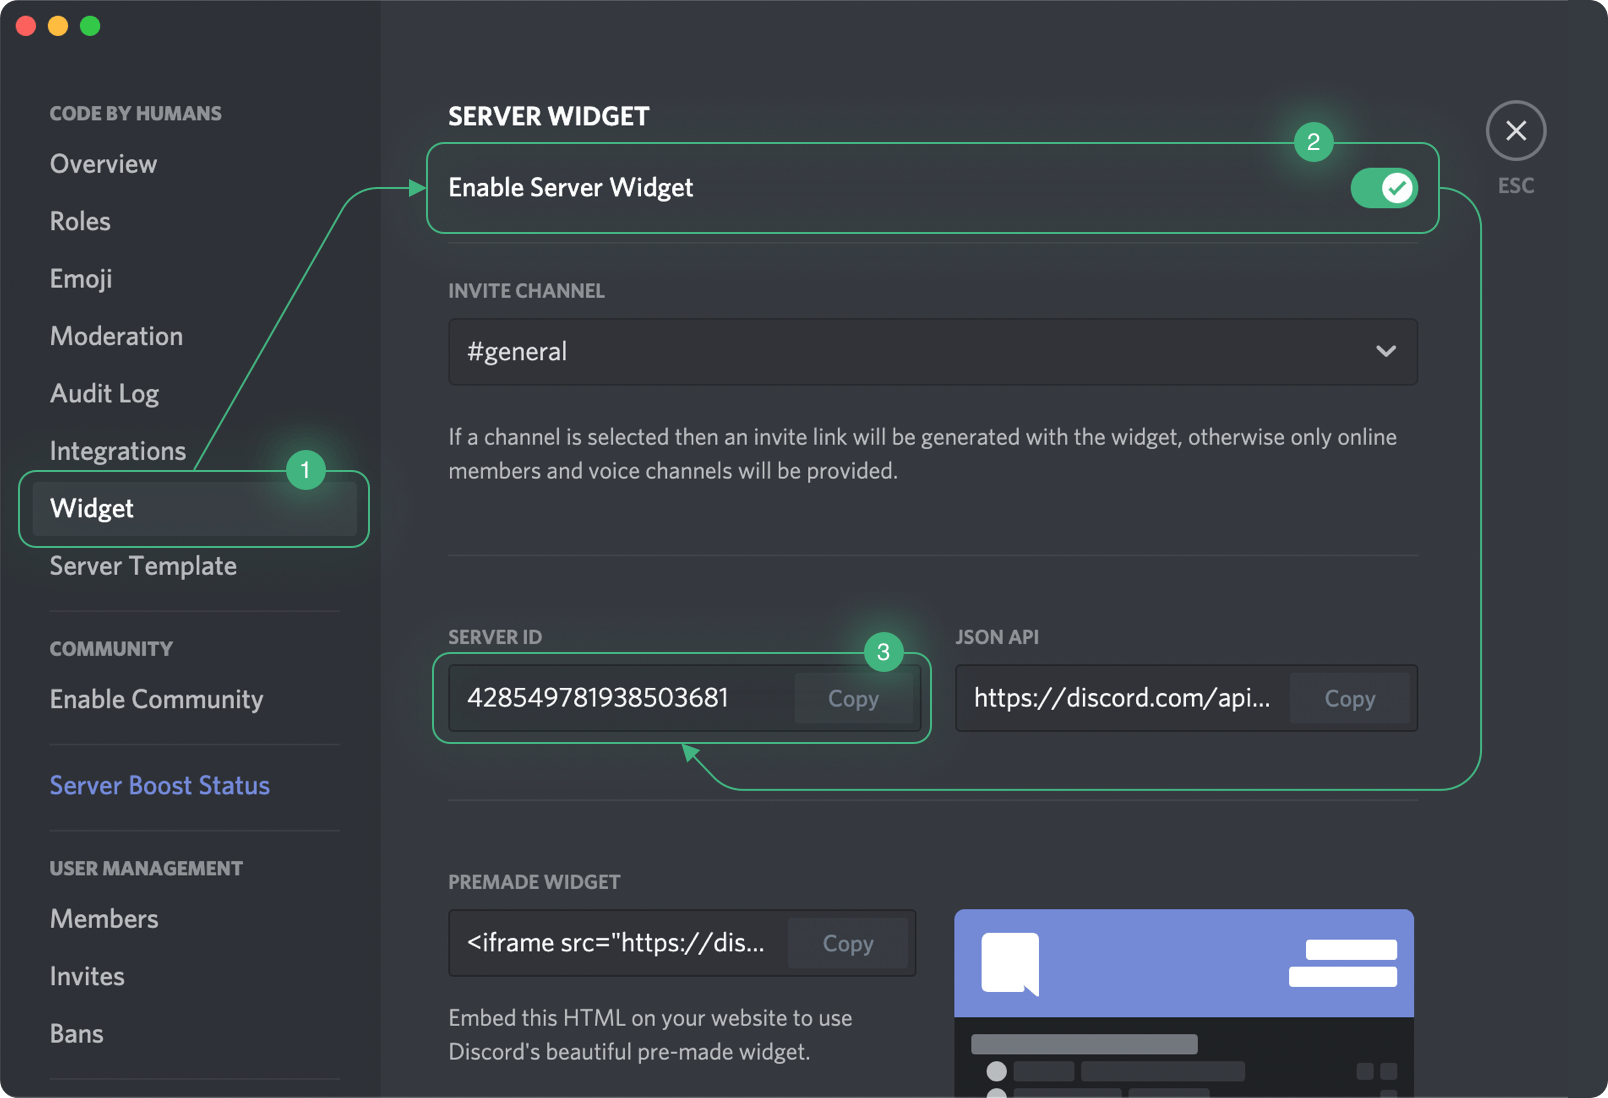 CODE BY HUMANS
Overview
Roles
Emoji
Moderation
Audit Log
Integrations
1
Widget
Server Template
COMMUNITY
Enable Community
Server Boost Status
USER MANAGEMENT
Members
Invites
Bans
SERVER WIDGET
2
Enable Server Widget
ESC
INVITE CHANNEL
#general
If a channel is selected then an invite link will be generated with the widget, otherwise only online
members and voice channels will be provided.
SERVER ID
3
428549781938503681 Copy
JSON API
https://discord.com/api... Copy
PREMADE WIDGET
<iframe src="https://dis... Copy
Embed this HTML on your website to use
Discord's beautiful pre-made widget.